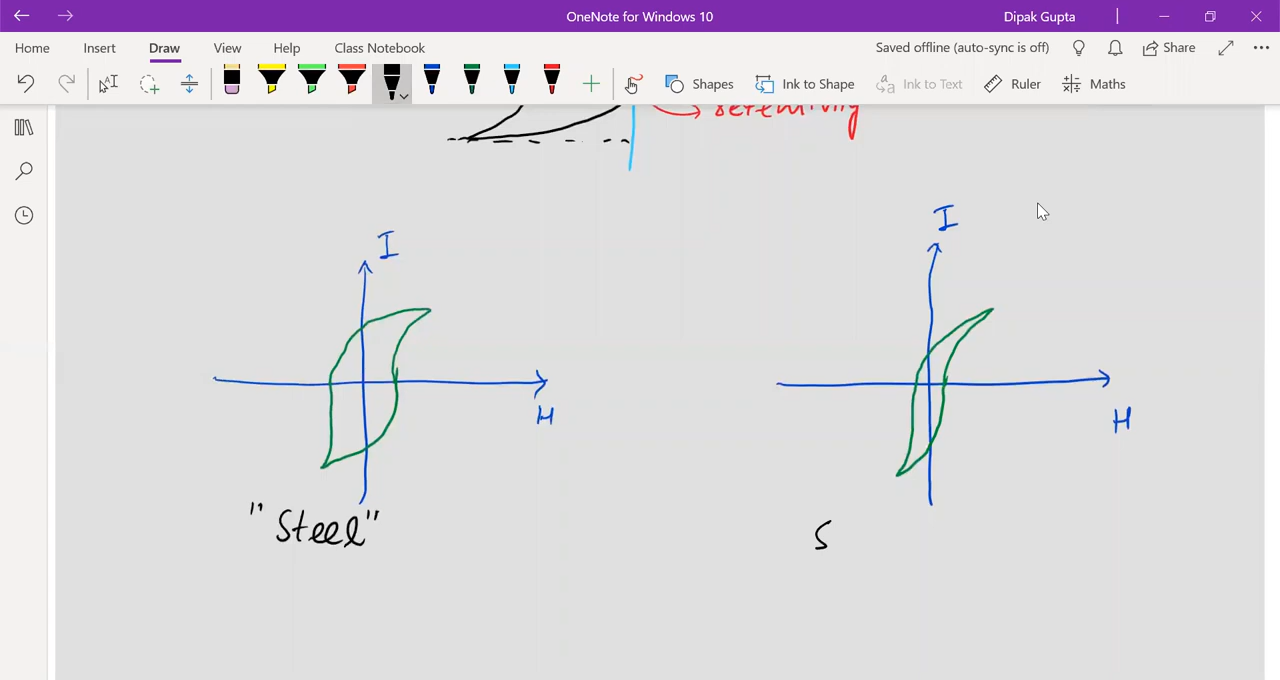 OneNote for Windows 10
Dipak Gupta
Home Insert Draw View Help Class Notebook
Saved offline (auto-sync is off)
Share
Shapes
Ink to Shape
Ink to Text
Ruler
Maths
I
H
"Steel"
I
H
S